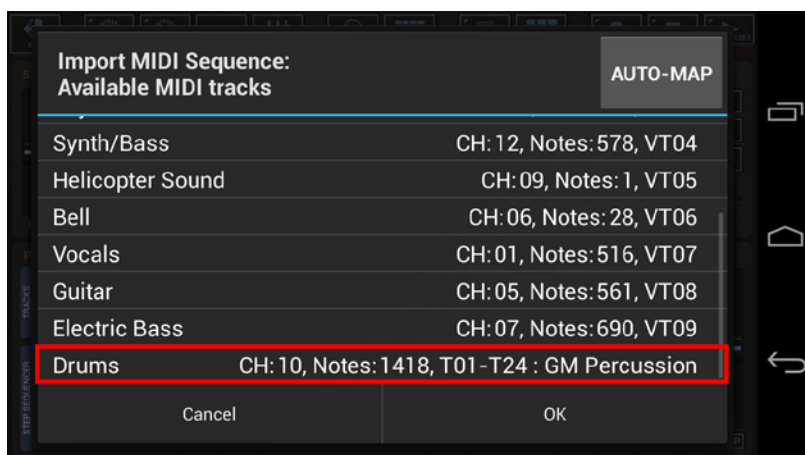 Import MIDI Sequence:
Available MIDI tracks
AUTO-MAP
Synth/Bass CH:12, Notes:578, VT04
Helicopter Sound CH:09, Notes:1, VT05
Bell CH:06, Notes:28, VT06
Vocals CH:01, Notes:516, VT07
Guitar CH:05, Notes:561, VT08
Electric Bass CH:07, Notes:690, VT09
Drums CH:10, Notes:1418, T01-T24 : GM Percussion
Cancel OK
TRACKS
STEP SEQUENCER